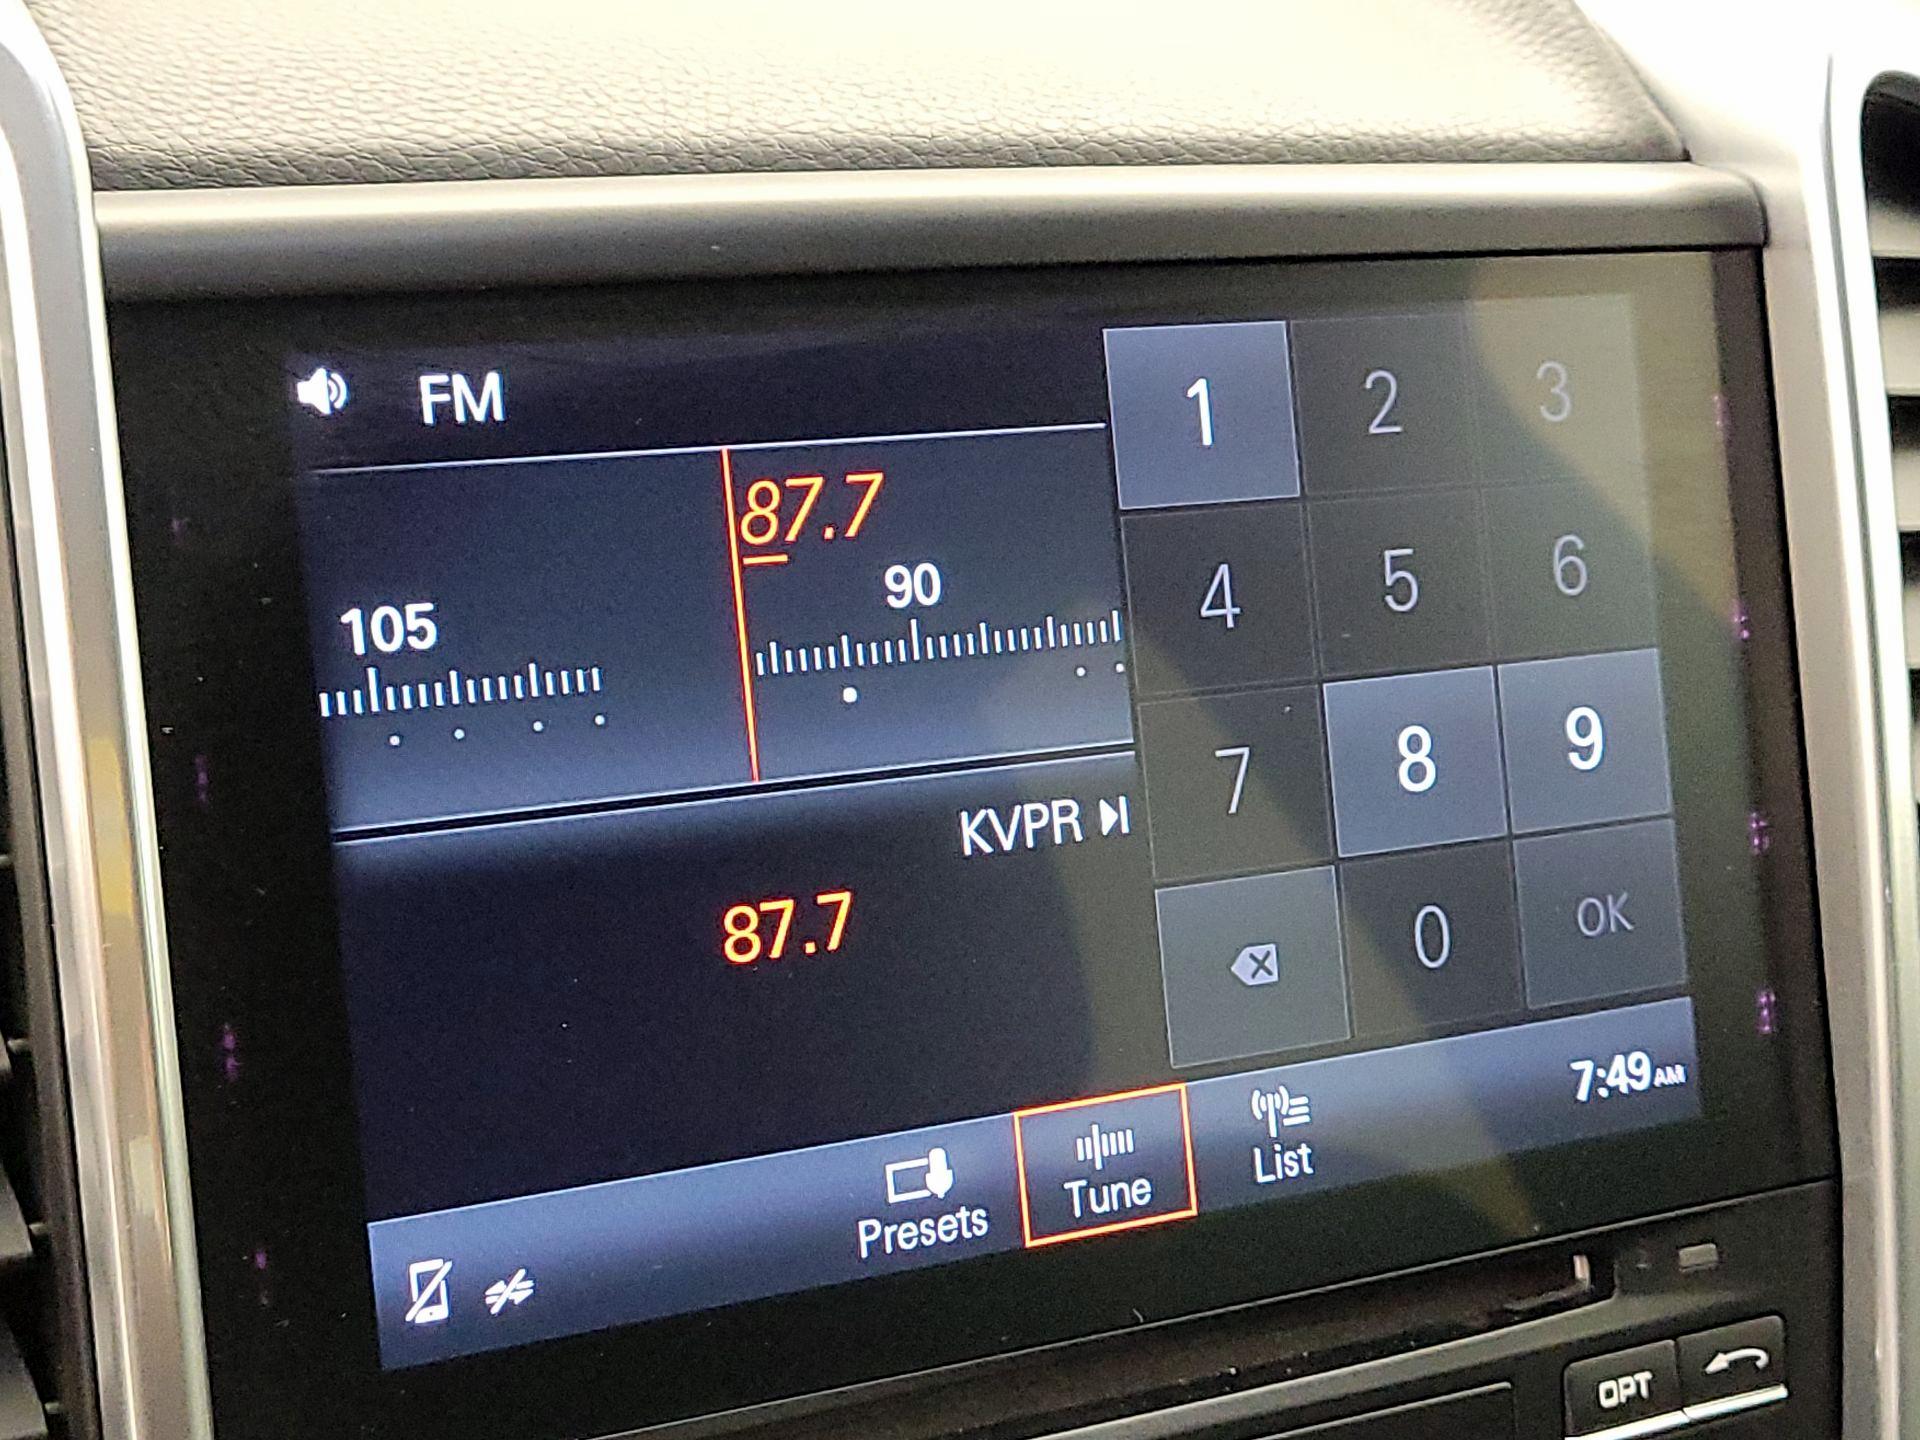 FM
87.7
90
105
KVPR
87.7
1 2 3
4 5 6
7 8 9
0 OK
7:49AM
Presets
Tune
List
OPT